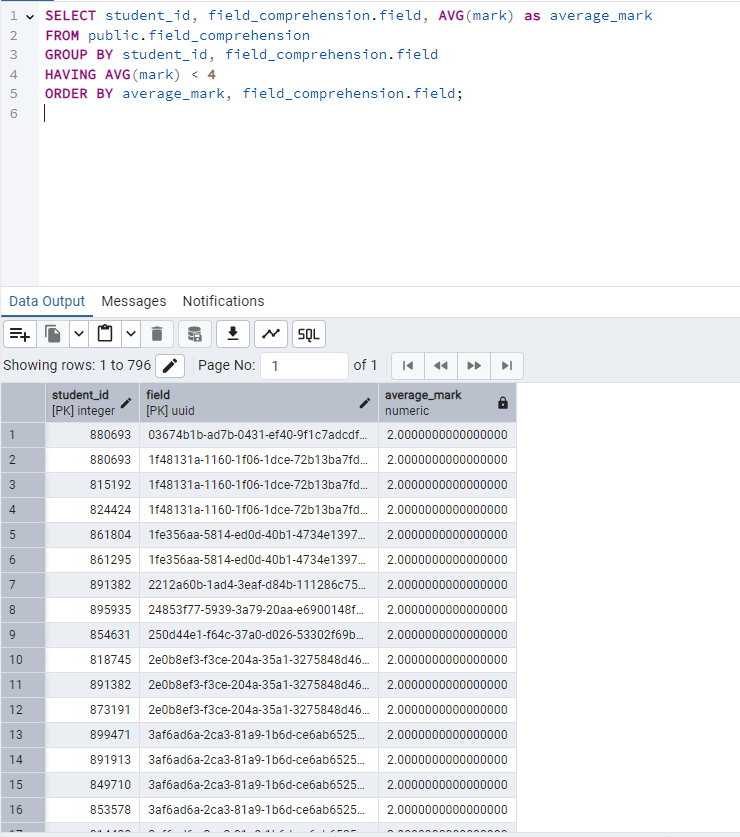 1 SELECT student_id, field_comprehension.field, AVG(mark) as average_mark
2 FROM public.field_comprehension
3 GROUP BY student_id, field_comprehension.field
4 HAVING AVG(mark) < 4
5 ORDER BY average_mark, field_comprehension.field;
6
Data Output Messages Notifications
SQL
Showing rows: 1 to 796 Page No: 1 of 1
student_id field average_mark
[PK] integer [PK] uuid numeric
1 880693 03674b1b-ad7b-0431-ef40-9f1c7adcdf... 2.0000000000000000
2 880693 1f48131a-1160-1f06-1dce-72b13ba7fd... 2.0000000000000000
3 815192 1f48131a-1160-1f06-1dce-72b13ba7fd... 2.0000000000000000
4 824424 1f48131a-1160-1f06-1dce-72b13ba7fd... 2.0000000000000000
5 861804 1fe356aa-5814-ed0d-40b1-4734e1397... 2.0000000000000000
6 861295 1fe356aa-5814-ed0d-40b1-4734e1397... 2.0000000000000000
7 891382 2212a60b-1ad4-3eaf-d84b-111286c75... 2.0000000000000000
8 895935 24853f77-5939-3a79-20aa-e6900148f... 2.0000000000000000
9 854631 250d44e1-f64c-37a0-d026-53302f69b... 2.0000000000000000
10 818745 2e0b8ef3-f3ce-204a-35a1-3275848d46... 2.0000000000000000
11 891382 2e0b8ef3-f3ce-204a-35a1-3275848d46... 2.0000000000000000
12 873191 2e0b8ef3-f3ce-204a-35a1-3275848d46... 2.0000000000000000
13 899471 3af6ad6a-2ca3-81a9-1b6d-ce6ab6525... 2.0000000000000000
14 891913 3af6ad6a-2ca3-81a9-1b6d-ce6ab6525... 2.0000000000000000
15 849710 3af6ad6a-2ca3-81a9-1b6d-ce6ab6525... 2.0000000000000000
16 853578 3af6ad6a-2ca3-81a9-1b6d-ce6ab6525... 2.0000000000000000